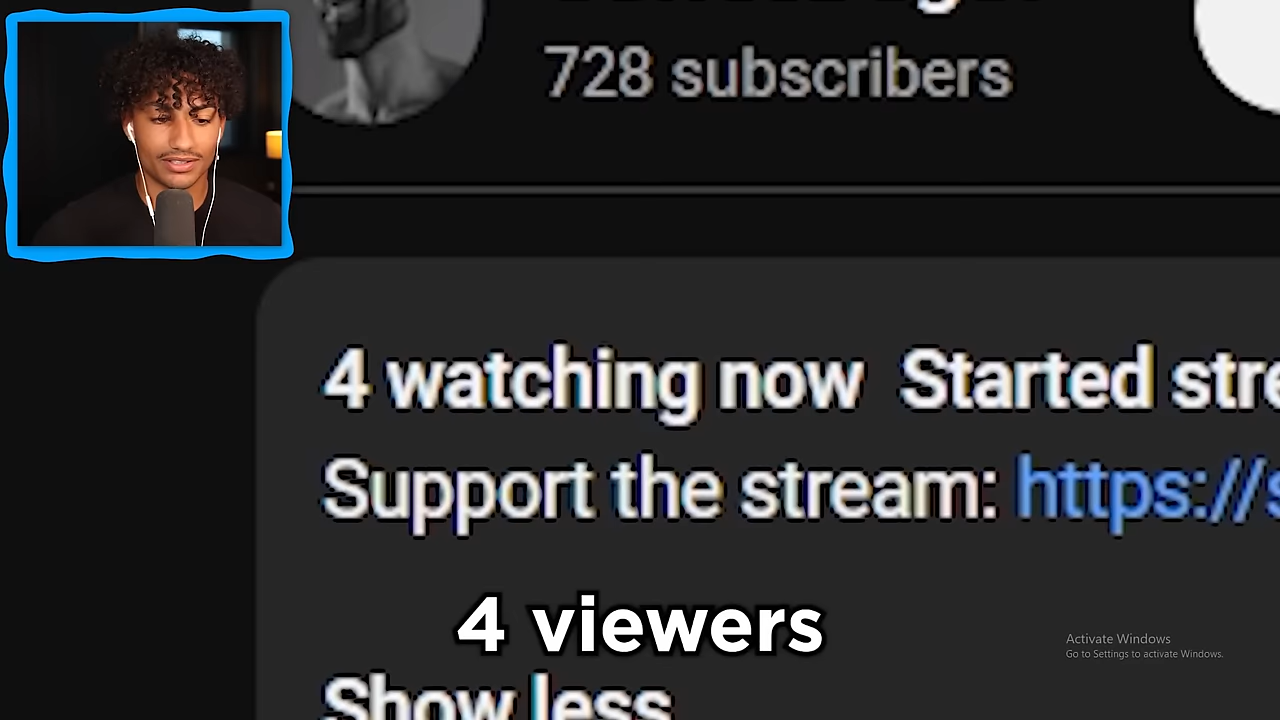 728 subscribers
4 watching now Started
Support the stream: https://
4 viewers
Activate Windows
Go to Settings to activate Windows.
Show less